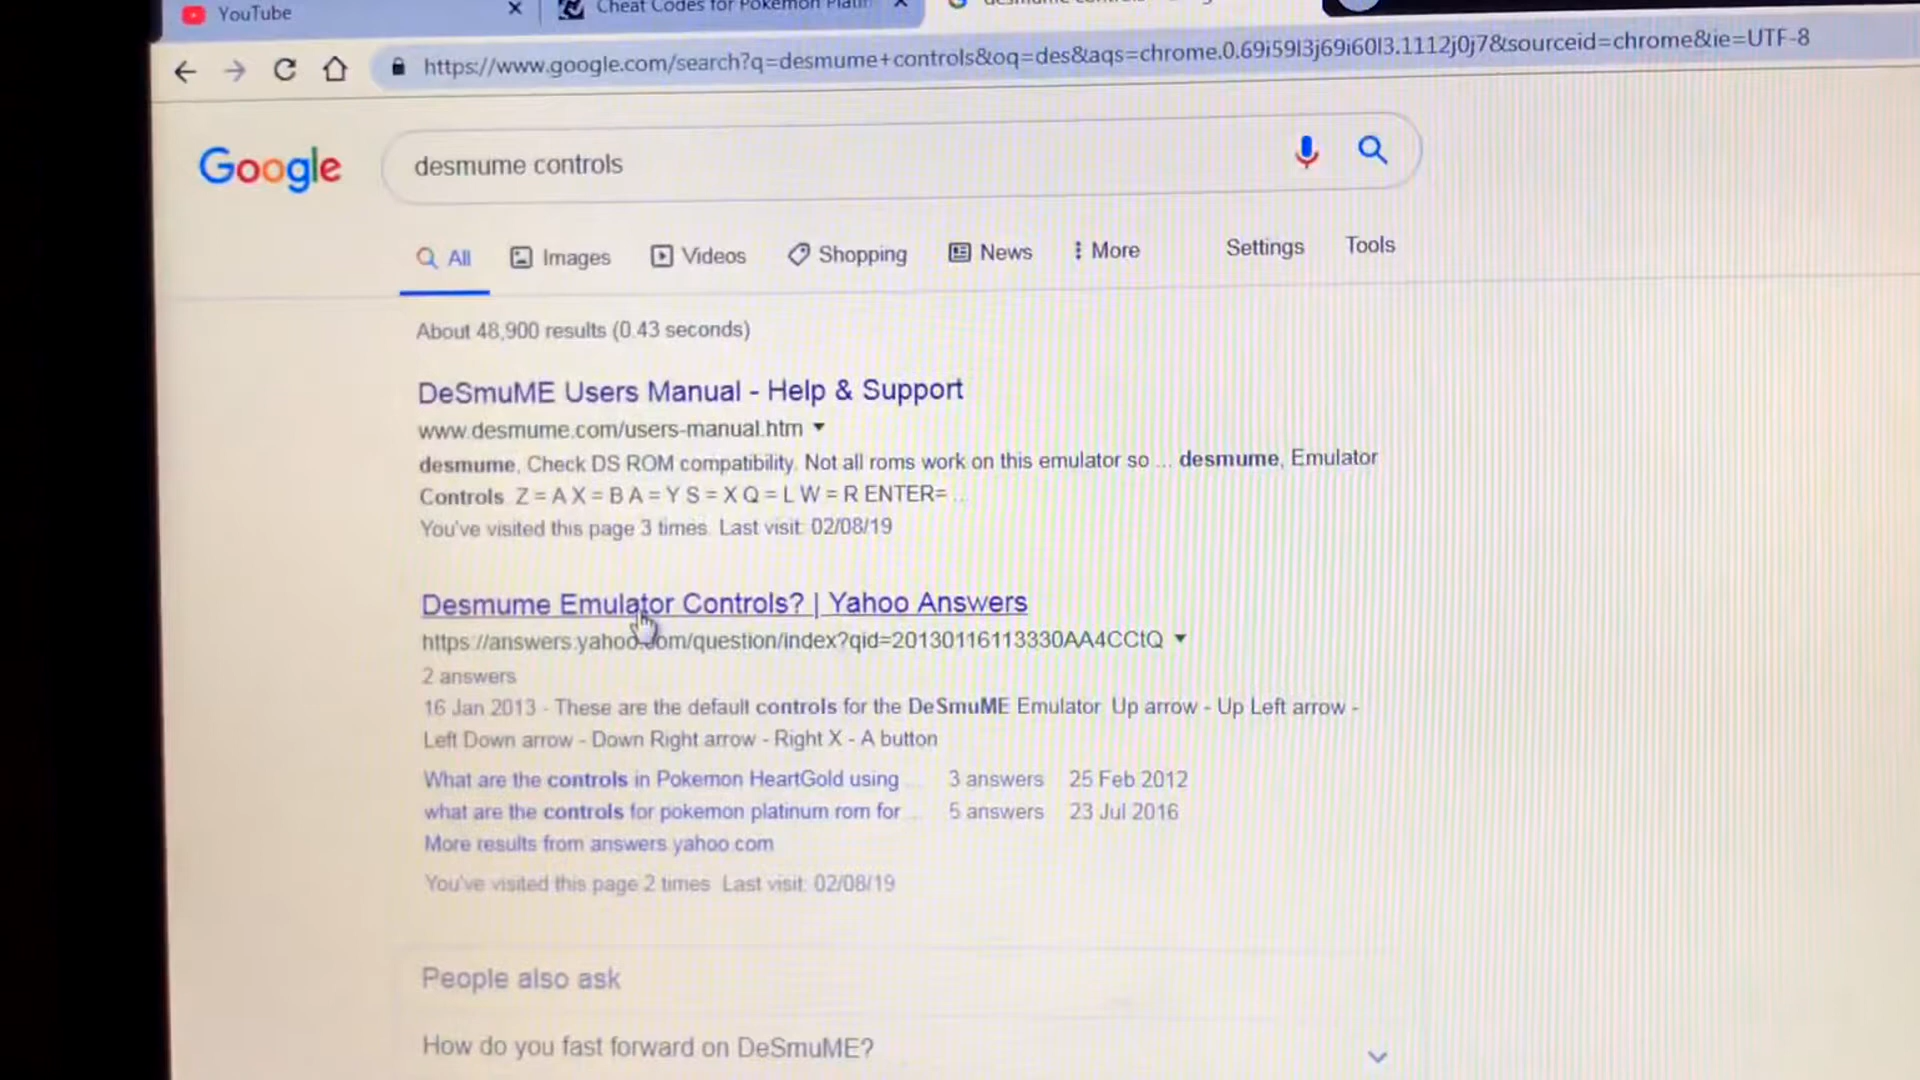 YouTube
Cheat Codes for Pokemon Platin
https://www.google.com/search?q=desmume+controls&oq=des&aqs=chrome.0.69i59l3j69i60l3.1112j0j7&sourceid=chrome&ie=UTF-8
Google
desmume controls
All Images Videos Shopping News More Settings Tools
About 48,900 results (0.43 seconds)
DeSmuME Users Manual - Help & Support
www.desmume.com/users-manual.htm
desmume, Check DS ROM compatibility. Not all roms work on this emulator so ... desmume, Emulator
Controls. Z = A X = B A = Y S = X Q = L W = R ENTER= ...
You've visited this page 3 times. Last visit: 02/08/19
Desmume Emulator Controls? | Yahoo Answers
https://answers.yahoo.com/question/index?qid=20130116113330AA4CCtQ
2 answers
16 Jan 2013 - These are the default controls for the DeSmuME Emulator Up arrow - Up Left arrow -
Left Down arrow - Down Right arrow - Right X - A button
What are the controls in Pokemon HeartGold using 3 answers 25 Feb 2012
what are the controls for pokemon platinum rom for ... 5 answers 23 Jul 2016
More results from answers.yahoo.com
You've visited this page 2 times. Last visit: 02/08/19
People also ask
How do you fast forward on DeSmuME?